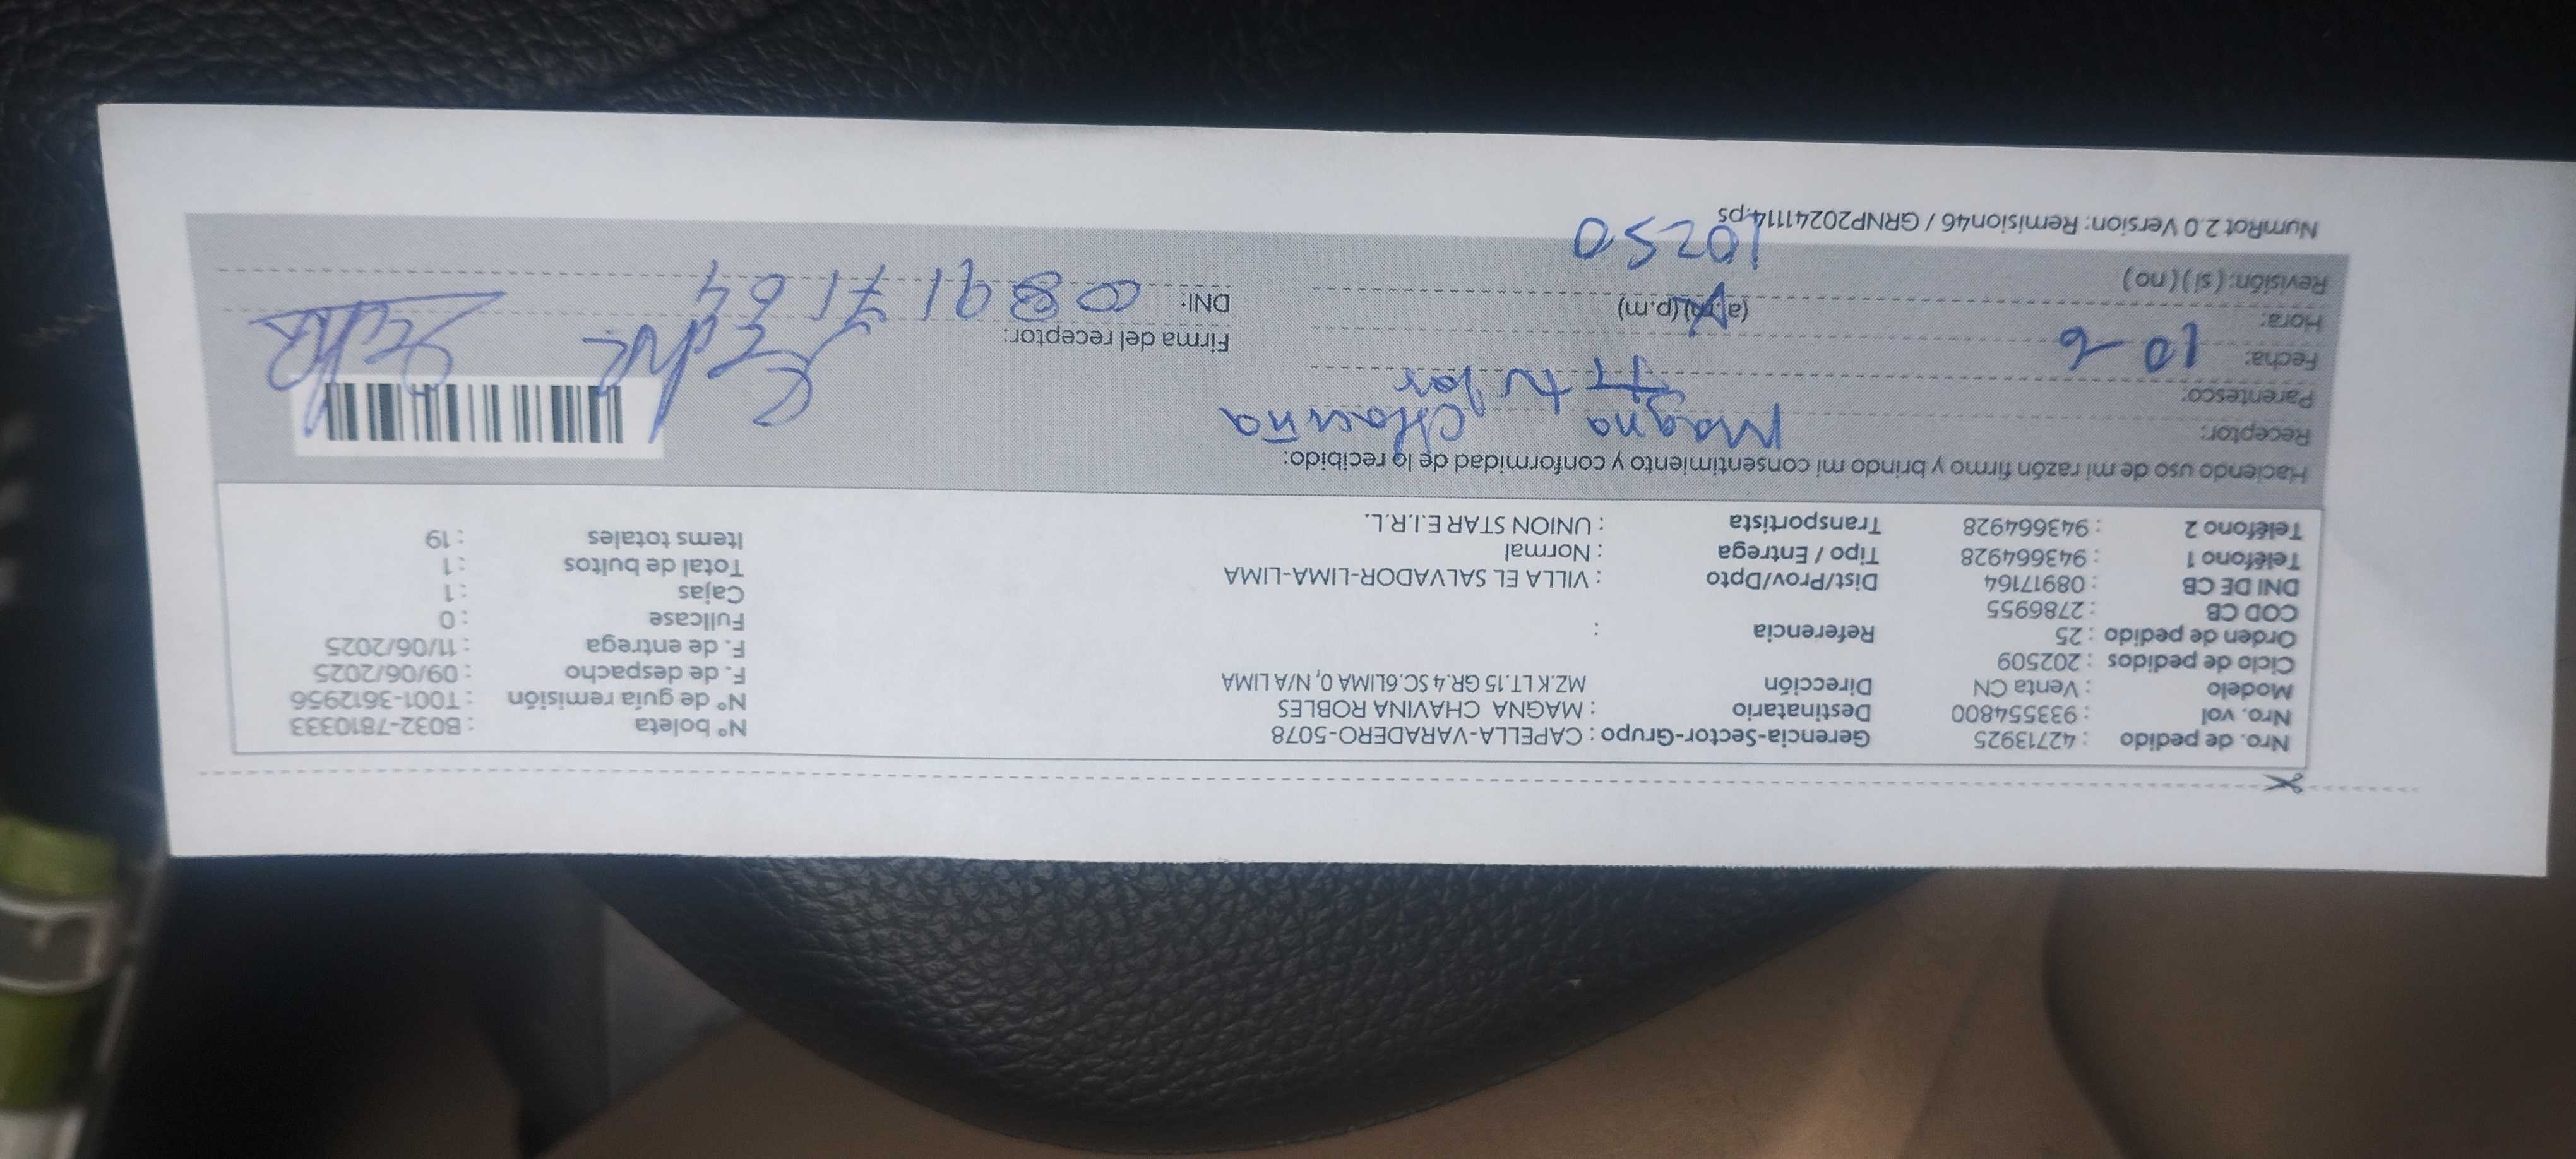 Nro. de pedido : 42713925 Gerencia-Sector-Grupo : CAPELLA-VARADERO-5078 N° boleta : B032-7810333
Nro. vol : 933554800 Destinatario : MAGNA CHAVINA ROBLES N° de guía remisión : T001-3612956
Modelo : Venta CN Dirección MZ.K LT.15 GR.4 SC.6LIMA 0, N/A LIMA F. de despacho : 09/06/2025
Ciclo de pedidos : 202509 F. de entrega : 11/06/2025
Orden de pedido : 25 Referencia : Fullcase : 0
COD CB : 2786955 Cajas : 1
DNI DE CB : 08917164 Dist/Prov/Dpto : VILLA EL SALVADOR-LIMA-LIMA Total de bultos : 1
Teléfono 1 : 943664928 Tipo / Entrega : Normal Items totales : 19
Teléfono 2 : 943664928 Transportista : UNION STAR E.I.R.L.
Haciendo uso de mi razón firmo y brindo mi consentimiento y conformidad de lo recibido:
Receptor: Magna Chaviña
Parentesco: titular
Fecha: 10-6 Firma del receptor:
Hora: (a.m)(p.m) DNI: 08917164
Revisión: (si) (no) 10250
NumRot 2.0 Version: Remision46 / GRNP20241114.ps